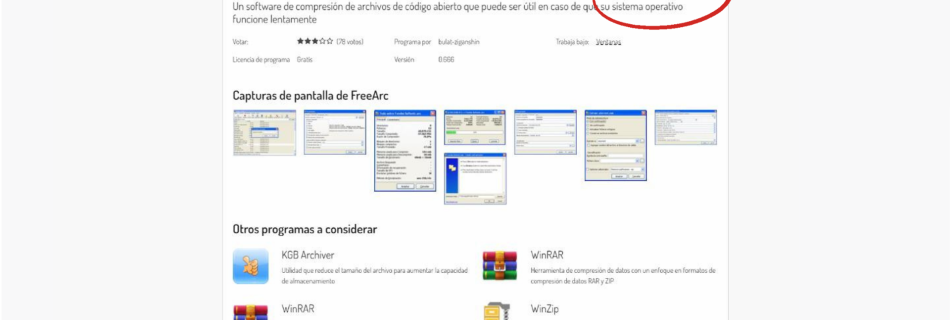 Un software de compresión de archivos de código abierto que puede ser útil en caso de que su sistema operativo
funcione lentamente
Votar: (78 votos) Programa por bulat-ziganshin Trabaja bajo: Ventanas
Licencia de programa Gratis Versión 0.666
Capturas de pantalla de FreeArc
Otros programas a considerar
KGB Archiver WinRAR
Utilidad que reduce el tamaño del archivo para aumentar la capacidad Herramienta de compresión de datos con un enfoque en formatos de
de almacenamiento compresión de datos RAR y ZIP
WinRAR WinZip